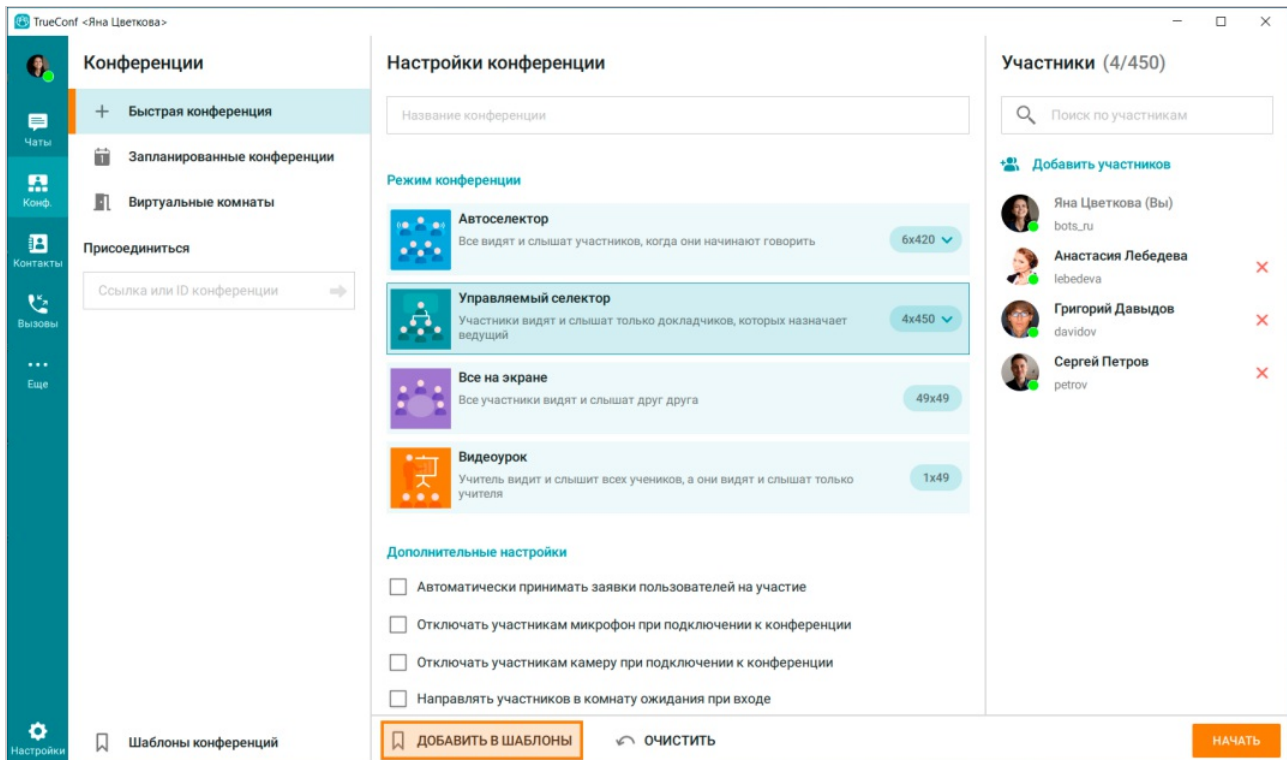 TrueConf <Яна Цветкова>
Чаты
Конф.
Контакты
Вызовы
Еще
Настройки
Конференции
Быстрая конференция
1
Запланированные конференции
Виртуальные комнаты
Присоединиться
Ссылка или ID конференции
Шаблоны конференций
Настройки конференции
Название конференции
Режим конференции
Автоселектор
Все видят и слышат участников, когда они начинают говорить
6x420
Управляемый селектор
Участники видят и слышат только докладчиков, которых назначает
ведущий
4x450
Все на экране
Все участники видят и слышат друг друга
49x49
Видеоурок
Учитель видит и слышит всех учеников, а они видят и слышат только
учителя
1x49
Дополнительные настройки
Автоматически принимать заявки пользователей на участие
Отключать участникам микрофон при подключении к конференции
Отключать участникам камеру при подключении к конференции
Направлять участников в комнату ожидания при входе
ДОБАВИТЬ В ШАБЛОНЫ
ОЧИСТИТЬ
НАЧАТЬ
Участники (4/450)
Поиск по участникам
Добавить участников
Яна Цветкова (Вы)
bots_ru
Анастасия Лебедева
lebedeva
Григорий Давыдов
davidov
Сергей Петров
petrov